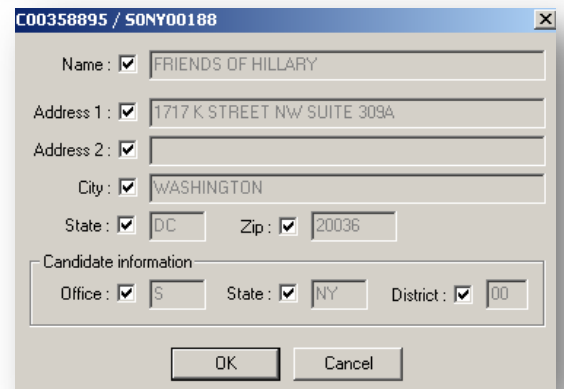 C00358895 / S0NY00188
Name : FRIENDS OF HILLARY
Address 1 : 1717 K STREET NW SUITE 309A
Address 2 :
City : WASHINGTON
State : DC Zip : 20036
Candidate information
Office : S State : NY District : 00
OK Cancel